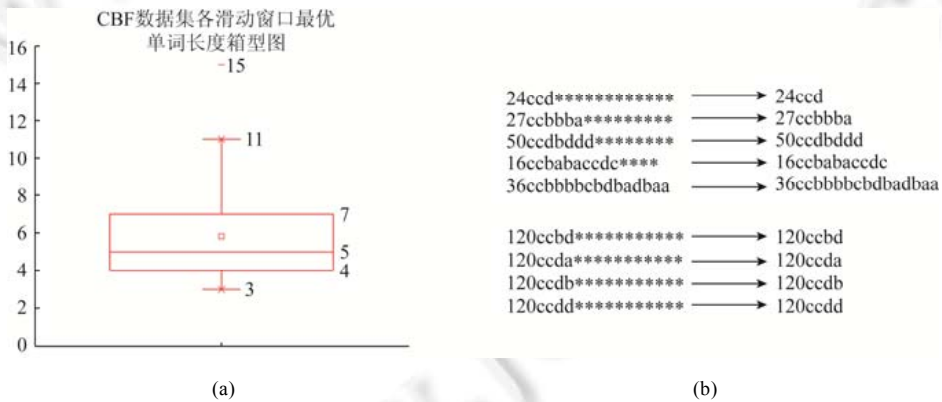 CBF数据集各滑动窗口最优
单词长度箱型图
16
14
12
10
8
6
4
2
0
15
11
7
5
4
3
(a)
24ccd************ 24ccd
27ccbbba********* 27ccbbba
50ccdbddd******** 50ccdbddd
16ccbabaccdc**** 16ccbabaccdc
36ccbbbbcbdbadbaa 36ccbbbbcbdbadbaa
120ccbd*********** 120ccbd
120ccda*********** 120ccda
120ccdb*********** 120ccdb
120ccdd*********** 120ccdd
(b)